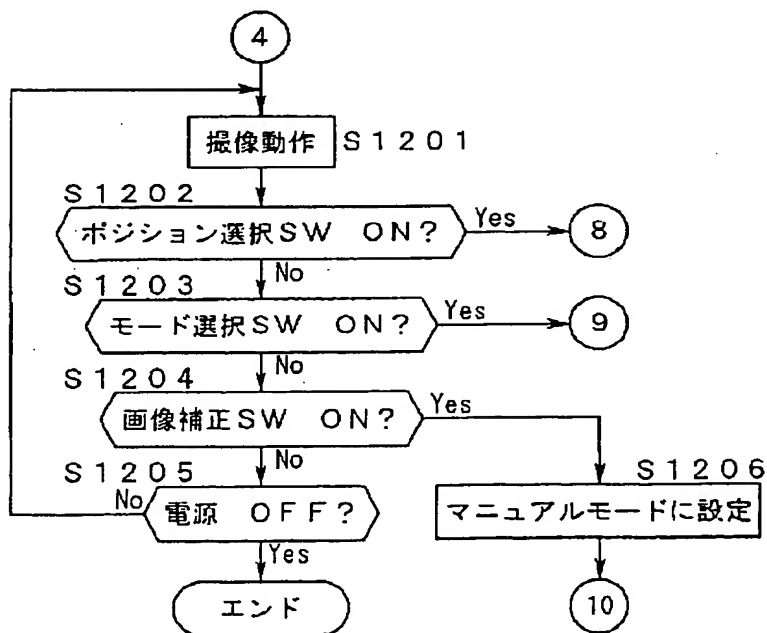 4
撮像動作 S1201
S1202
ポジション選択SW ON?
Yes
8
No
S1203
モード選択SW ON?
Yes
9
No
S1204
画像補正SW ON?
Yes
No
S1205
No
電源 OFF?
S1206
マニュアルモードに設定
Yes
エンド
10